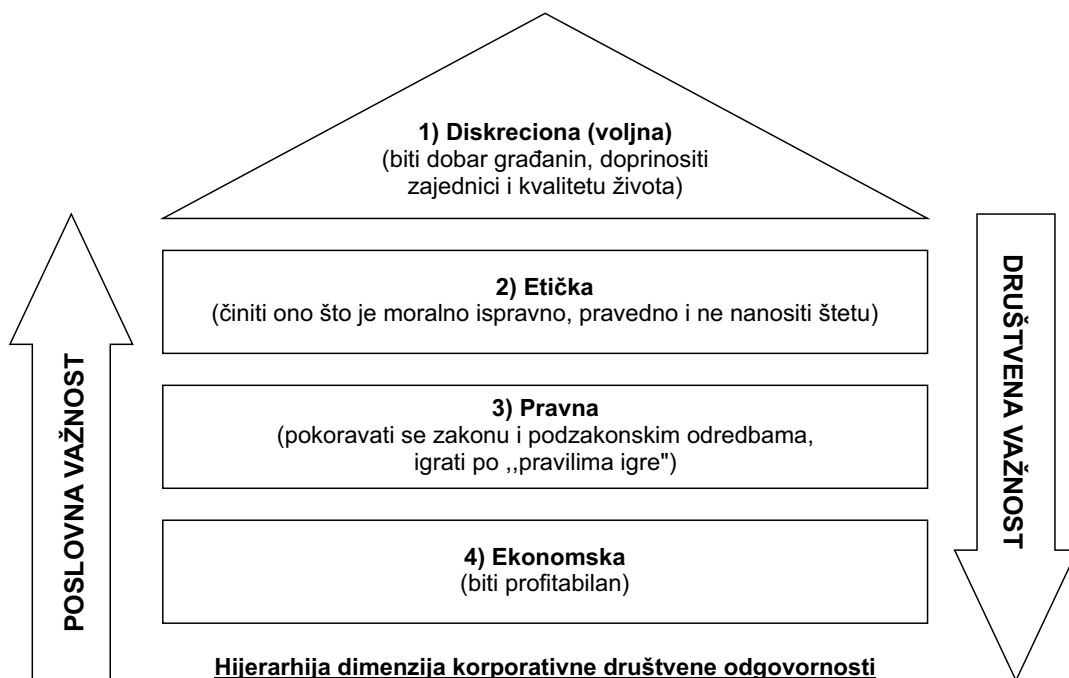 1) Diskreciona (voljna)
(biti dobar građanin, doprinositi
zajednici i kvalitetu života)
POSLOVNA VAŽNOST
DRUŠTVENA VAŽNOST
2) Etička
(činiti ono što je moralno ispravno, pravedno i ne nanositi štetu)
3) Pravna
(pokoravati se zakonu i podzakonskim odredbama,
igrati po ,,pravilima igre")
4) Ekonomska
(biti profitabilan)
Hijerarhija dimenzija korporativne društvene odgovornosti